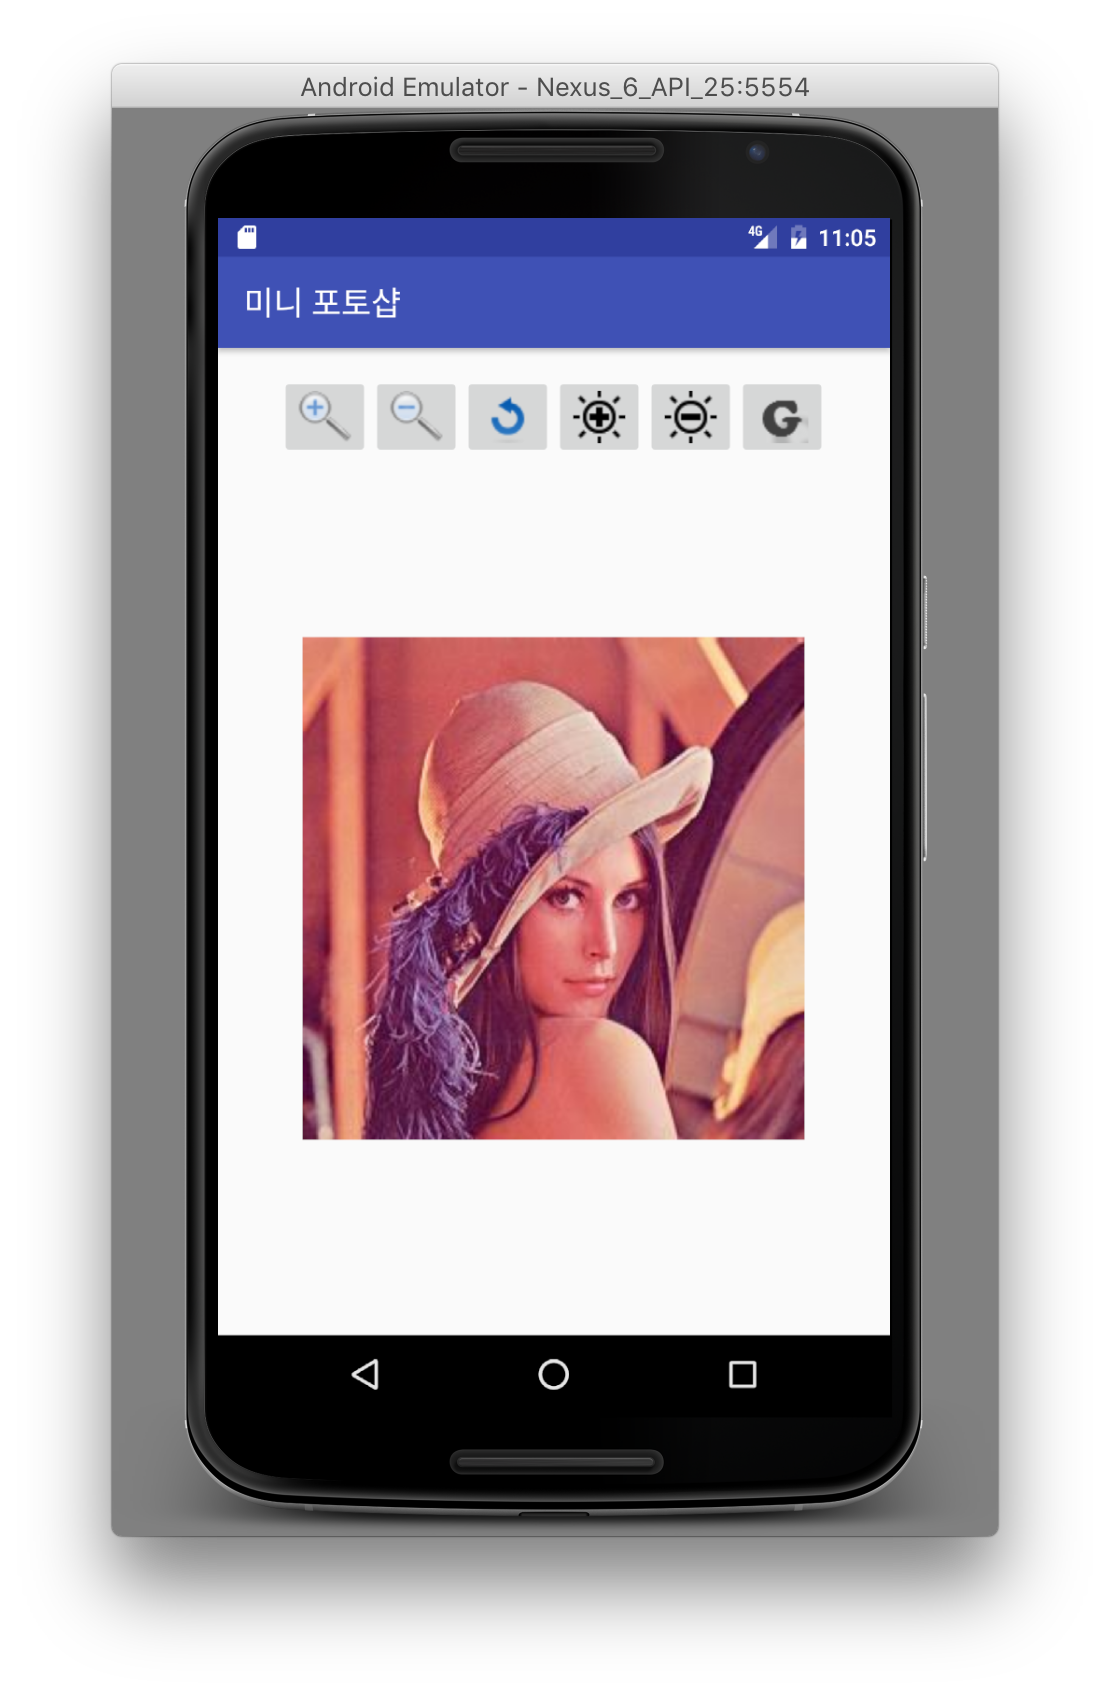 Android Emulator - Nexus_6_API_25:5554
4G 11:05
미니 포토샵
G